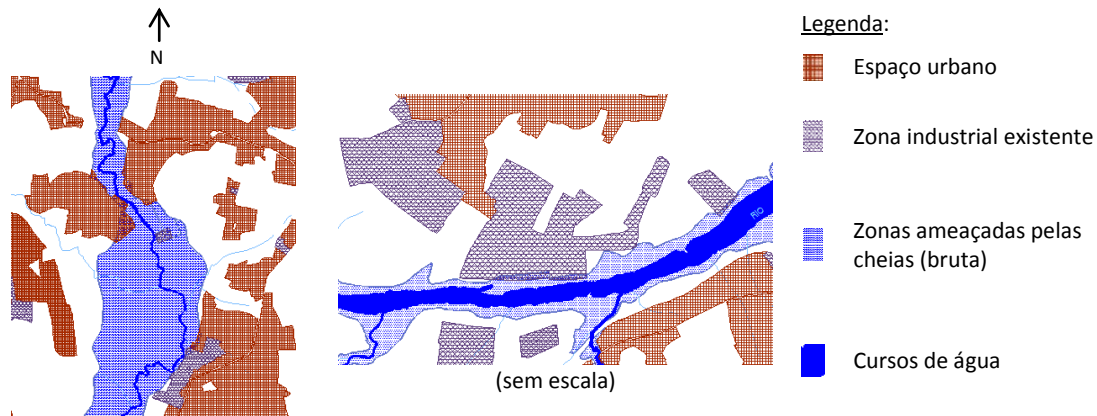 N
RIO
(sem escala)
Legenda:
Espaço urbano
Zona industrial existente
Zonas ameaçadas pelas
cheias (bruta)
Cursos de água